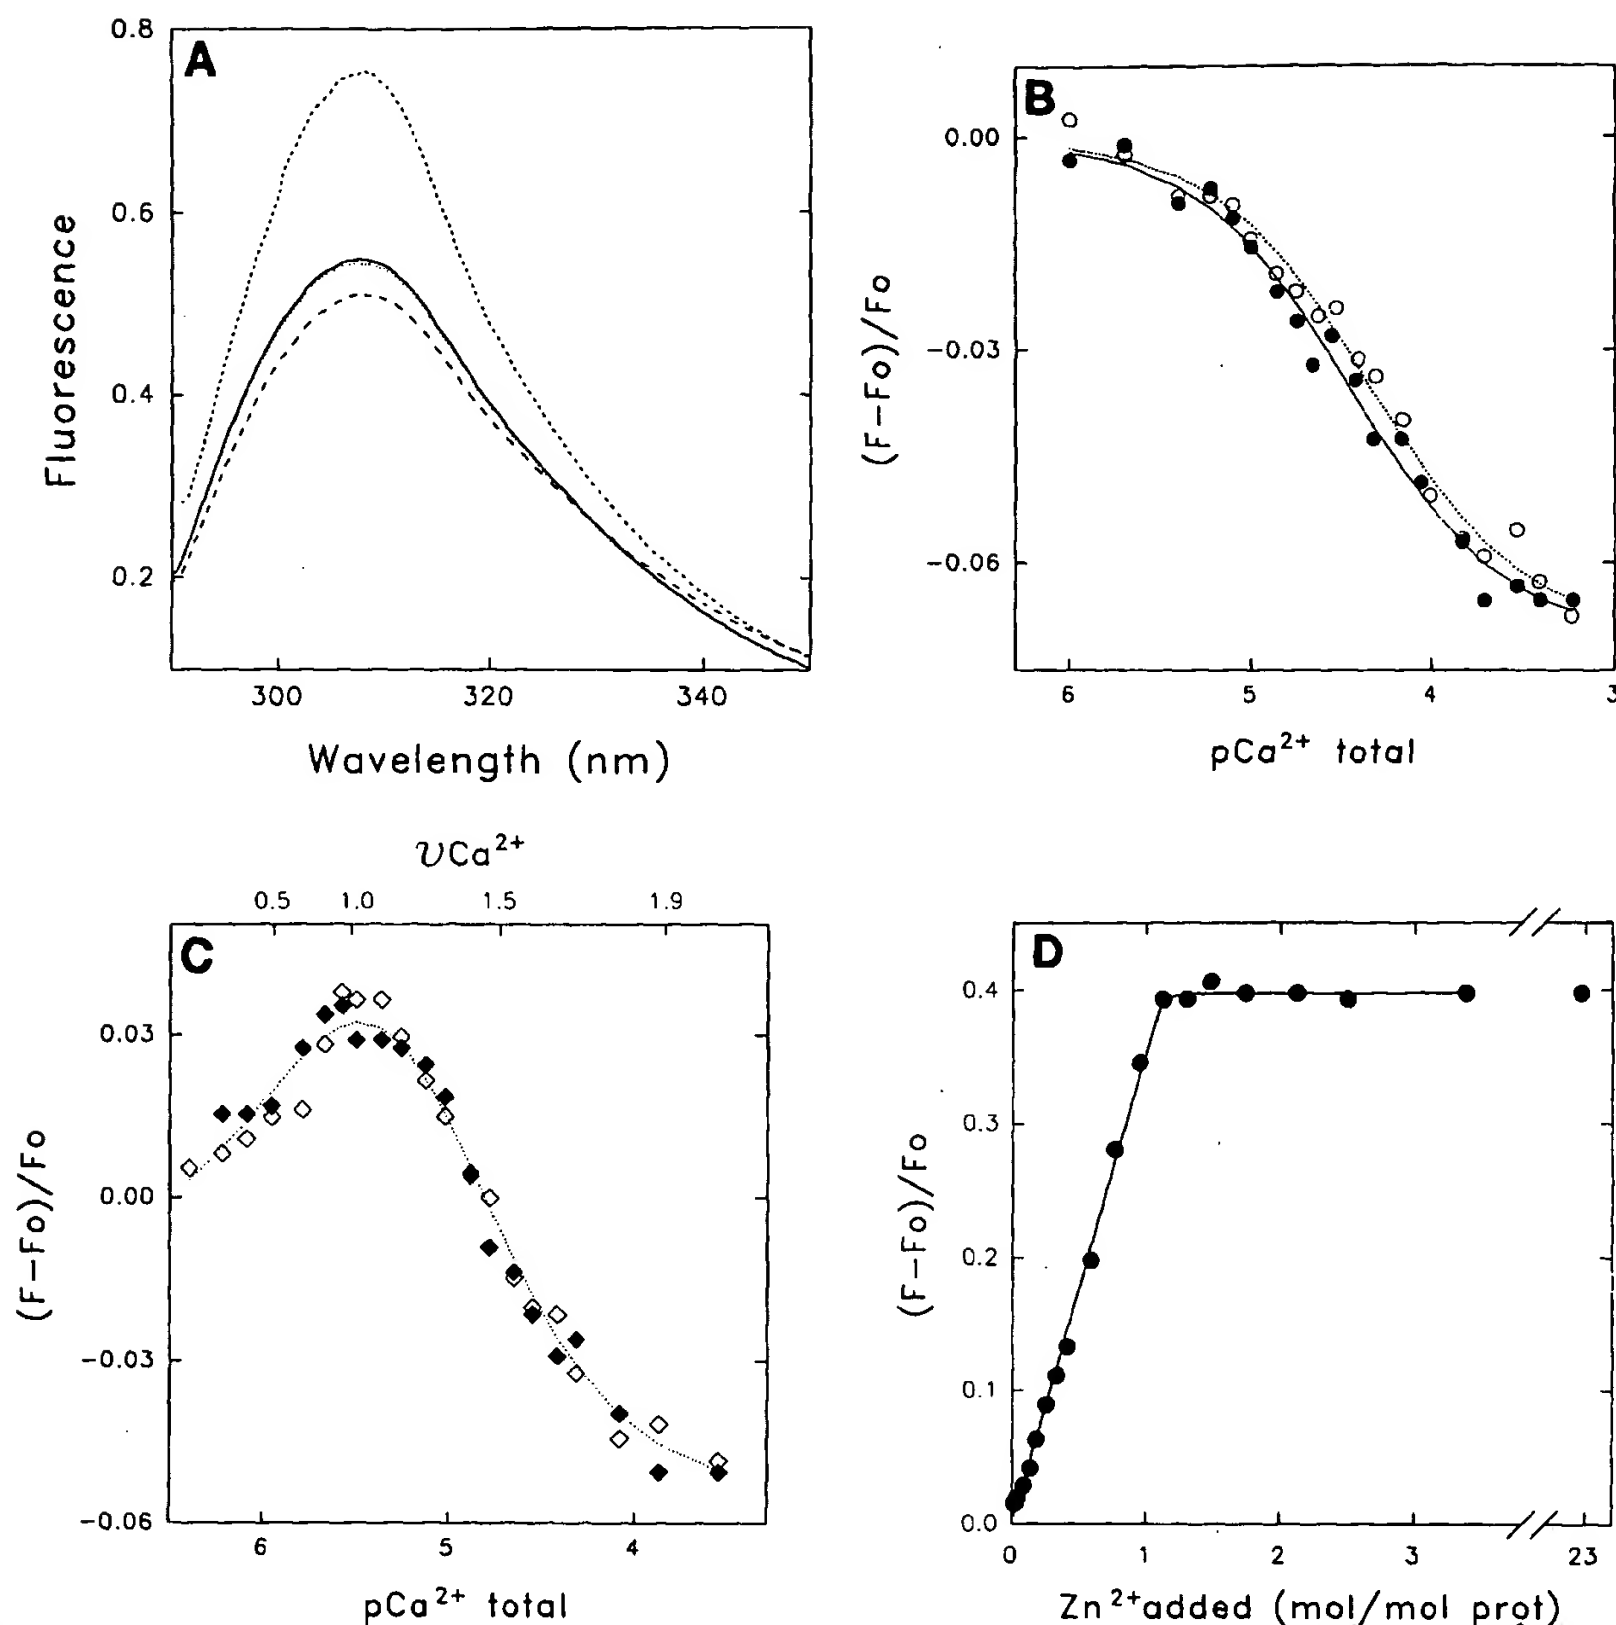 A
0.8
0.6
0.4
0.2
Fluorescence
300 320 340
Wavelength (nm)
B
0.00
−0.03
−0.06
(F−Fo)/Fo
6 5 4 3
pCa²⁺ total
υCa²⁺
0.5 1.0 1.5 1.9
C
0.03
0.00
−0.03
−0.06
(F−Fo)/Fo
6 5 4
pCa²⁺ total
D
0.4
0.3
0.2
0.1
0.0
(F−Fo)/Fo
0 1 2 3 23
Zn²⁺added (mol/mol prot)